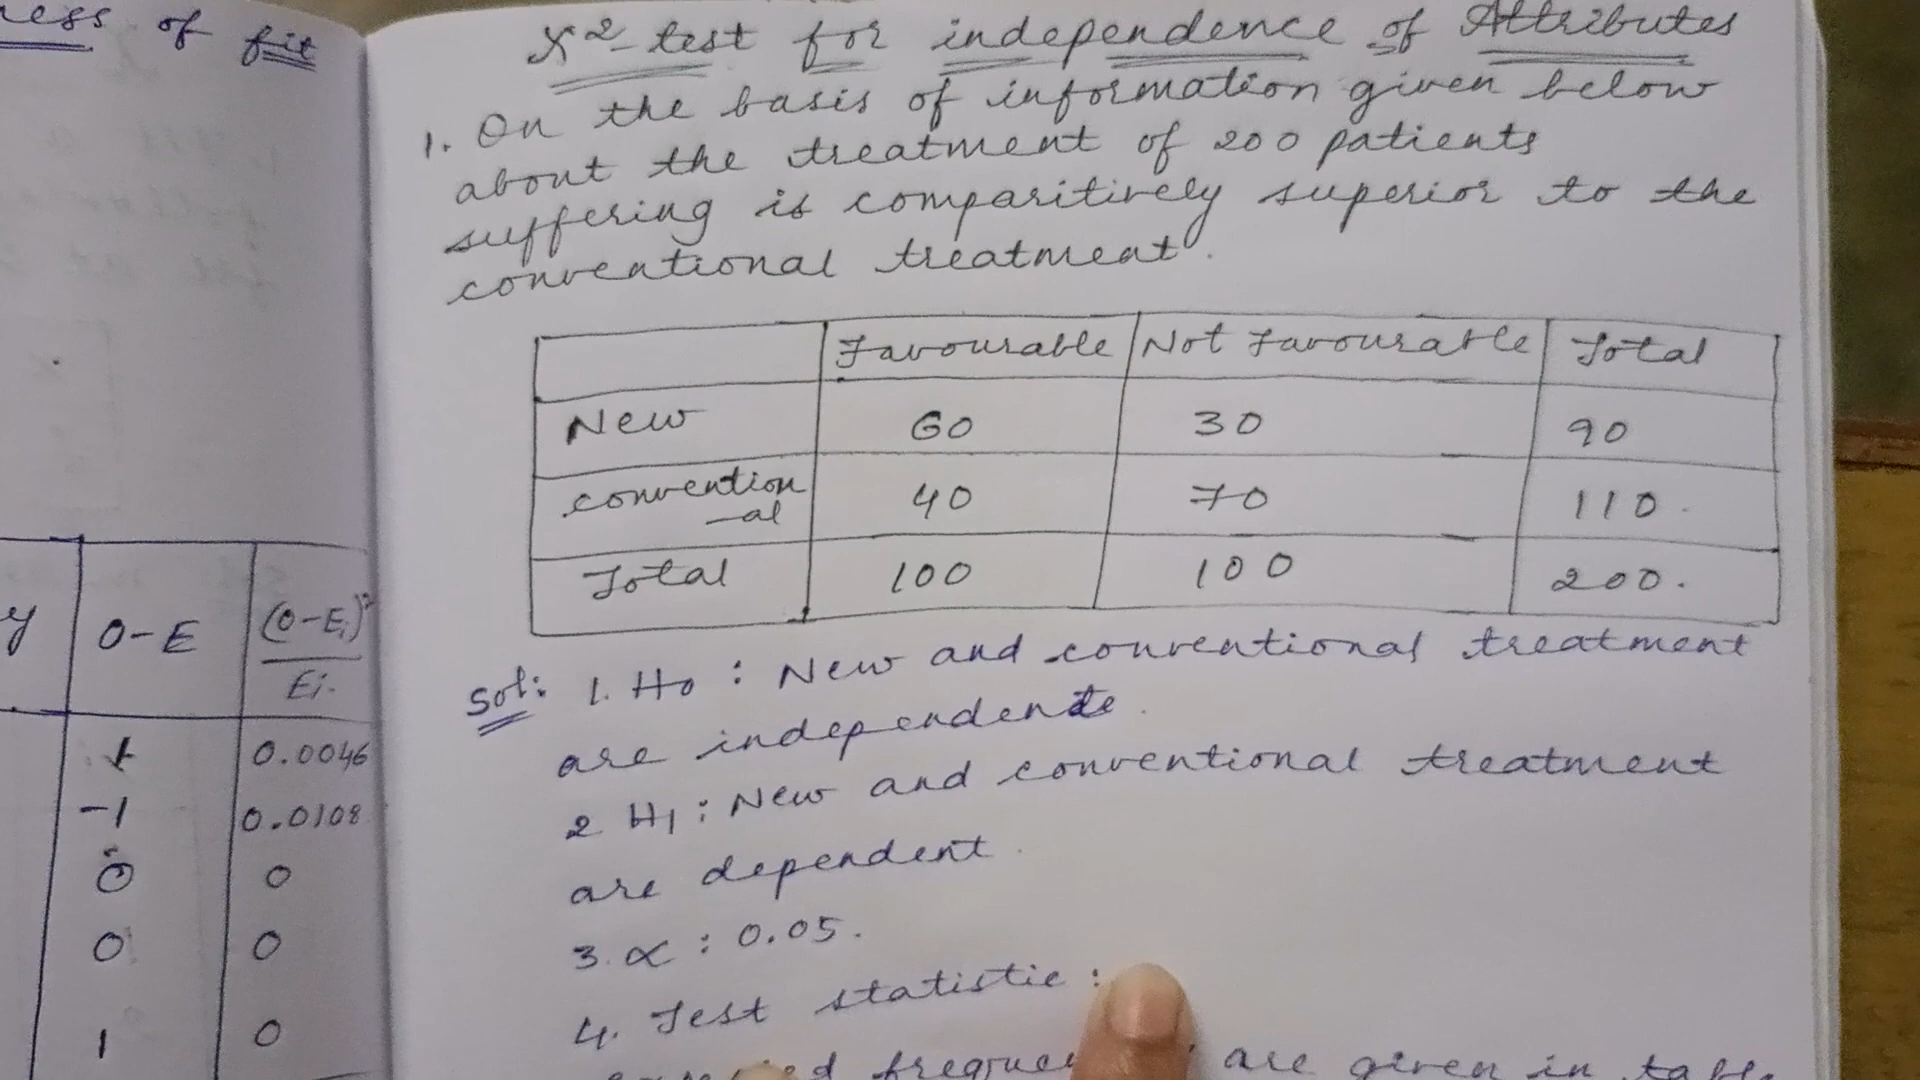 ness of fit
y O-E (O-Ei)²
Ei.
1 0.0046
-1 0.0108
0 0
0 0
1 0
X²-test for independence of Attributes
1. On the basis of information given below
about the treatment of 200 patients
suffering is comparitively superior to the
conventional treatment.
Favourable Not Favourable Total
New 60 30 90
convention
-al 40 70 110.
Total 100 100 200.
Sol: 1. Ho : New and conventional treatment
are independent.
2 H1 : New and conventional treatment
are dependent.
3. α : 0.05.
4. Test statistic :
are given in table